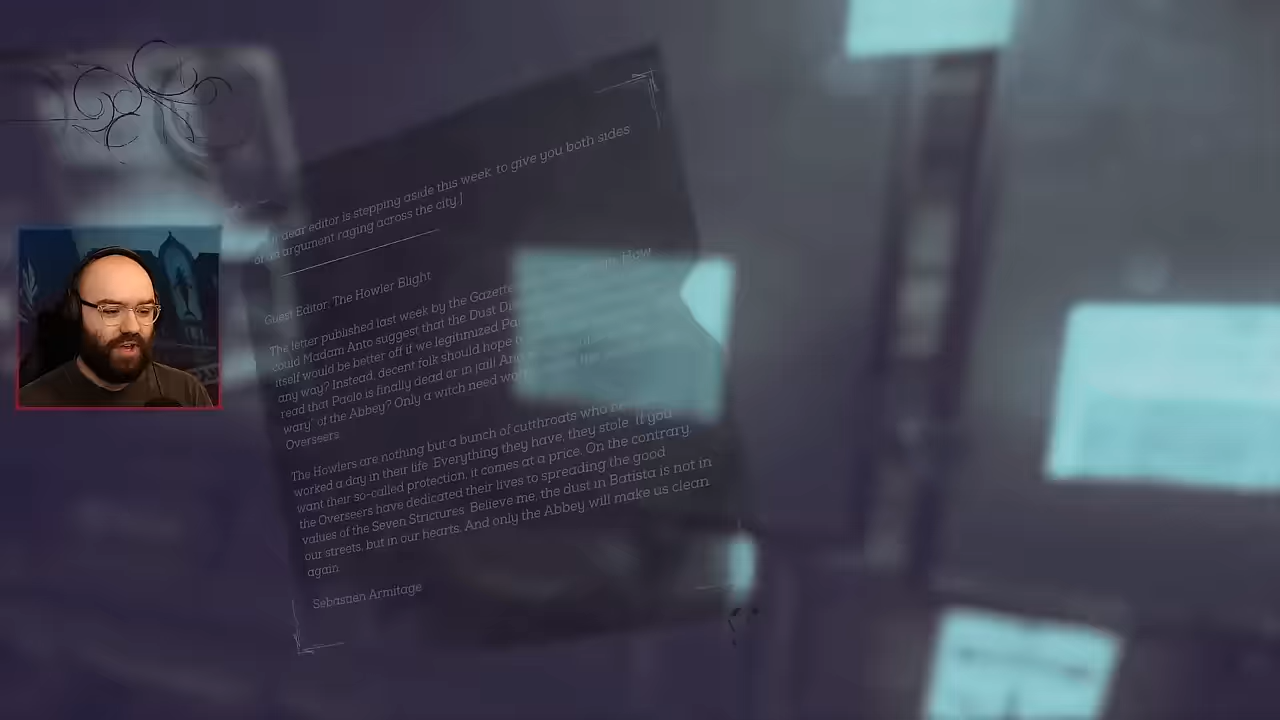 dear editor is stepping aside this week, to give you both sides
of an argument raging across the city.]
Guest Editor: The Howler Blight
The letter published last week by the Gazette How
could Madam Anto suggest that the Dust
itself would be better off if we legitimized
any way? Instead, decent folk should hope
read that Paolo is finally dead or in jail! And
wary' of the Abbey? Only a witch need
Overseers.
The Howlers are nothing but a bunch of cutthroats who
worked a day in their life. Everything they have, they stole. If you
want their so-called protection, it comes at a price. On the contrary,
the Overseers have dedicated their lives to spreading the good
values of the Seven Strictures. Believe me, the dust in Batista is not in
our streets, but in our hearts. And only the Abbey will make us clean
again.
Sebastien Armitage